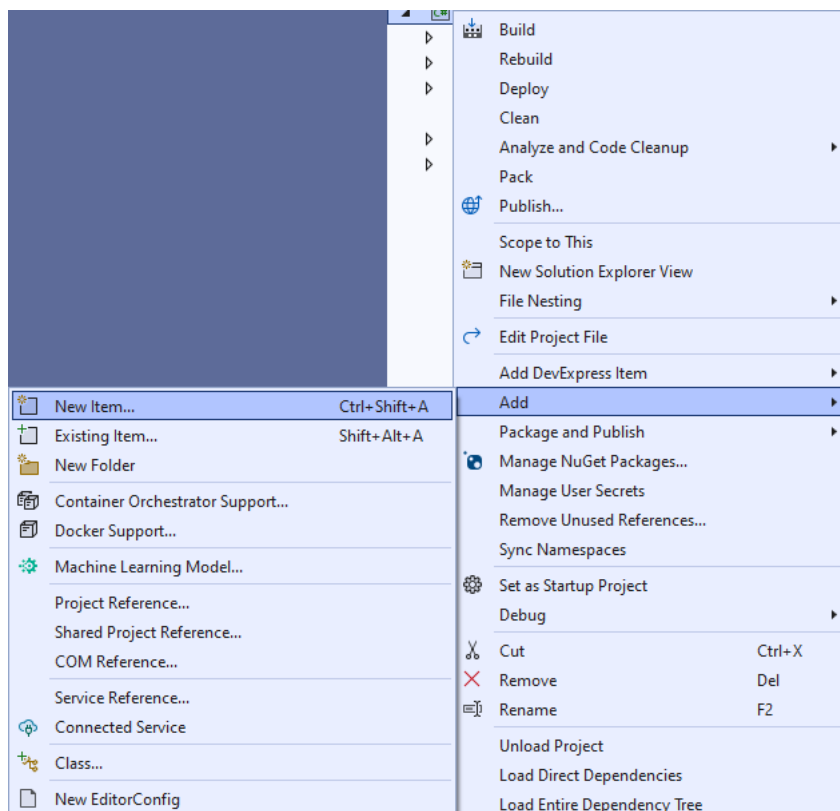 C#
Build
Rebuild
Deploy
Clean
Analyze and Code Cleanup
Pack
Publish...
Scope to This
New Solution Explorer View
File Nesting
Edit Project File
Add DevExpress Item
Add
Package and Publish
Manage NuGet Packages...
Manage User Secrets
Remove Unused References...
Sync Namespaces
Set as Startup Project
Debug
Cut Ctrl+X
Remove Del
Rename F2
Unload Project
Load Direct Dependencies
Load Entire Dependency Tree
New Item... Ctrl+Shift+A
Existing Item... Shift+Alt+A
New Folder
Container Orchestrator Support...
Docker Support...
Machine Learning Model...
Project Reference...
Shared Project Reference...
COM Reference...
Service Reference...
Connected Service
Class...
New EditorConfig